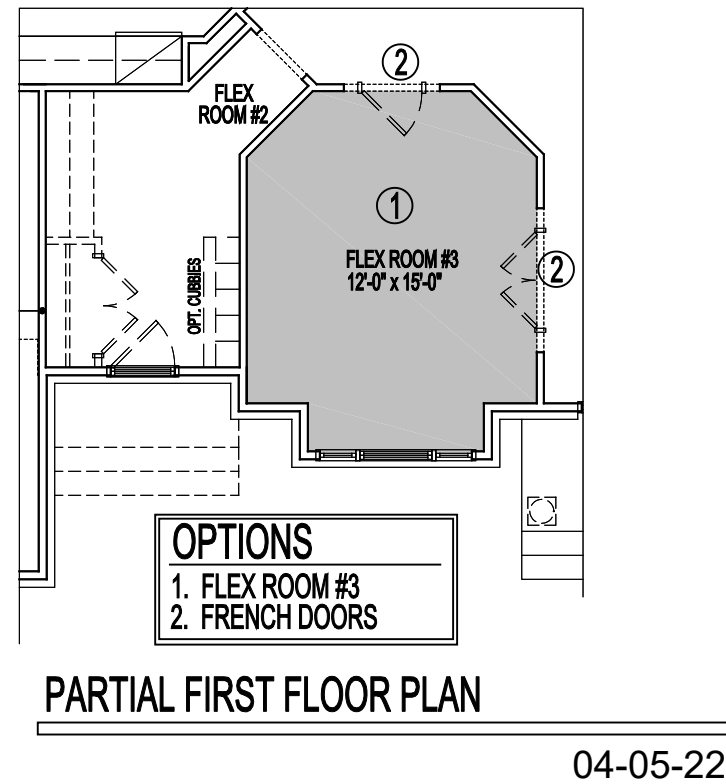 2
FLEX
ROOM #2
1
FLEX ROOM #3
12'-0" x 15'-0"
2
OPT. CUBBIES
OPTIONS
1. FLEX ROOM #3
2. FRENCH DOORS
PARTIAL FIRST FLOOR PLAN
04-05-22